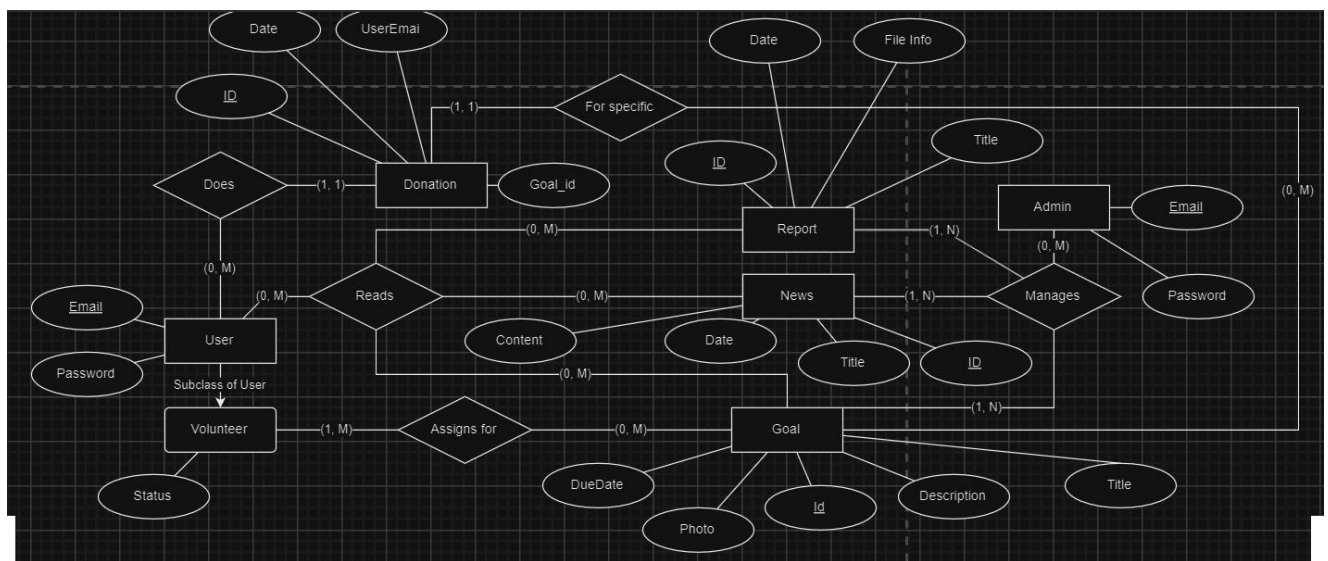 Date
UserEmai
Date
File Info
ID
(1, 1)
For specific
Title
ID
Does
(1, 1)
Donation
Goal_id
(0, M)
Admin
Email
Report
(0, M)
(1, N)
(0, M)
(0, M)
Email
(0, M)
Reads
(0, M)
News
(1, N)
Manages
Password
User
Content
Date
Title
ID
Password
Subclass of User
(0, M)
(1, N)
Volunteer
(1, M)
Assigns for
(0, M)
Goal
Status
DueDate
Photo
Id
Description
Title